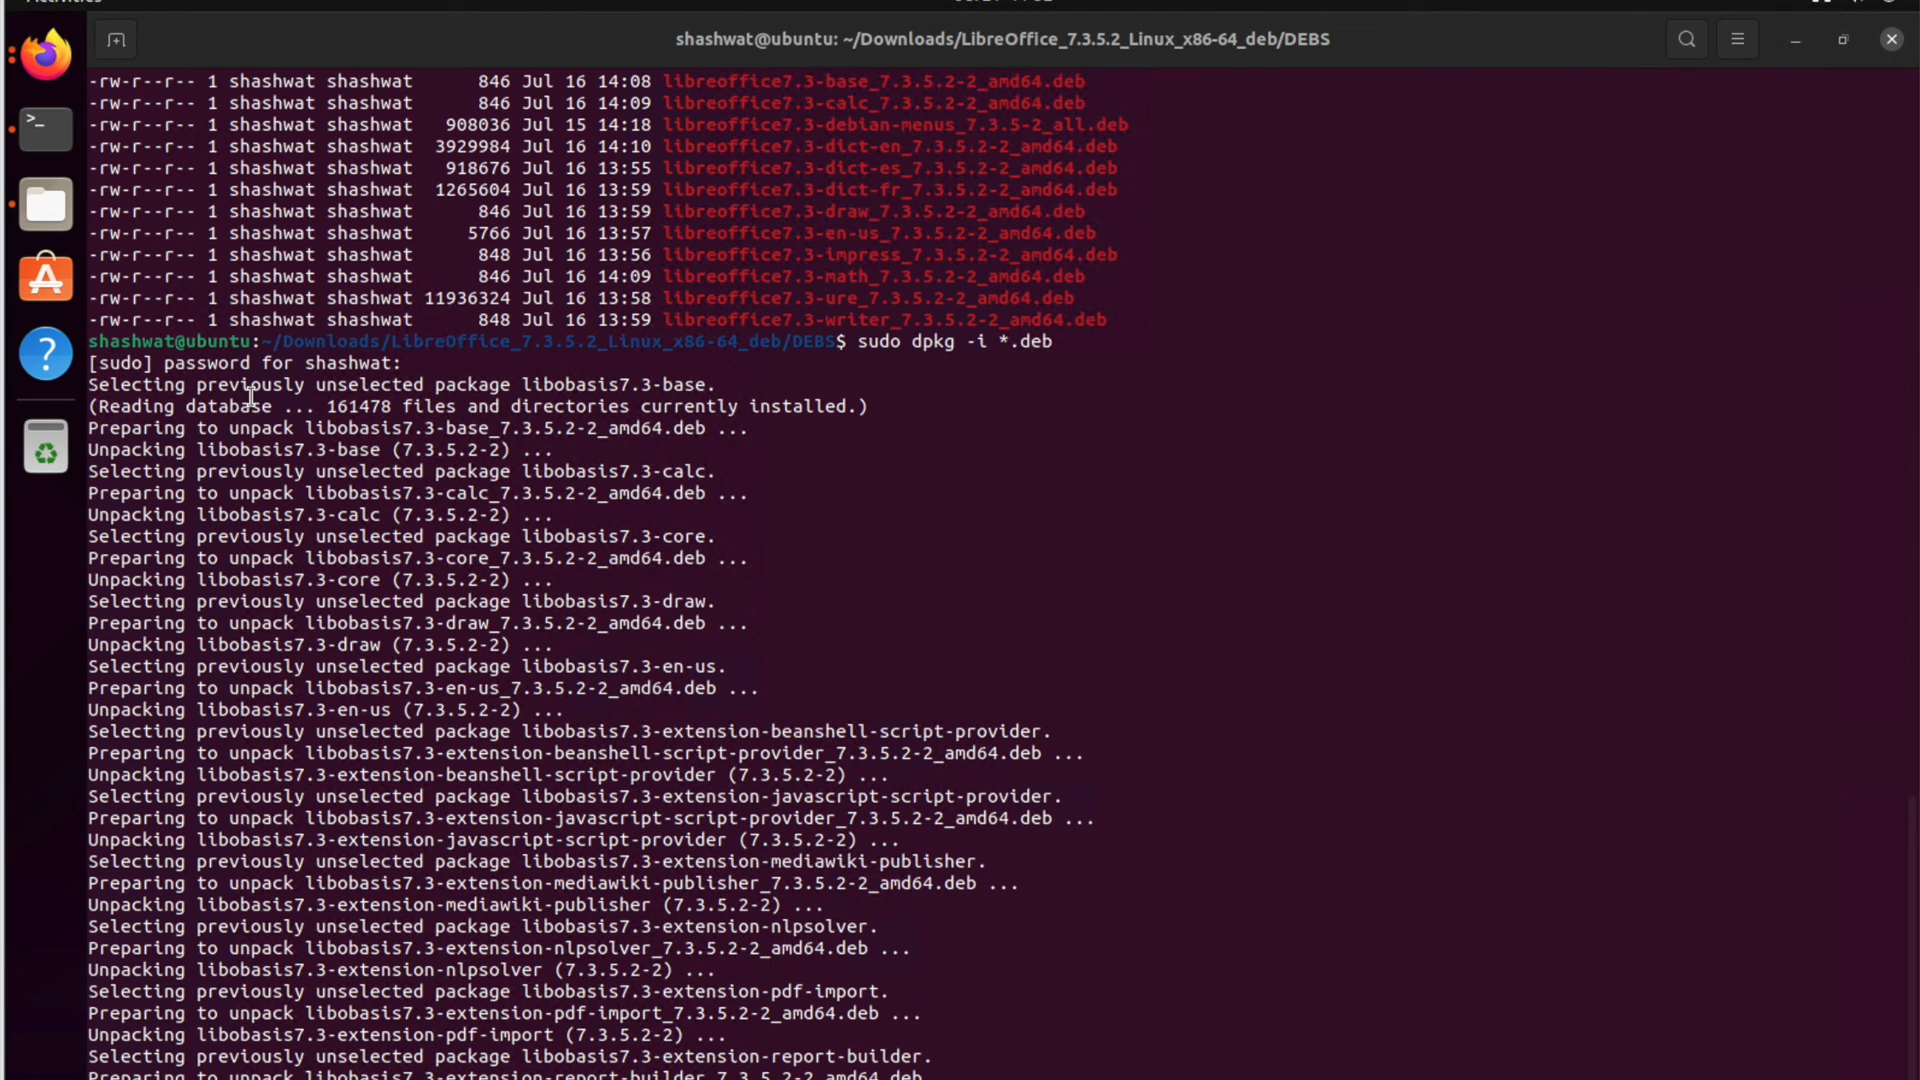 shashwat@ubuntu: ~/Downloads/LibreOffice_7.3.5.2_Linux_x86-64_deb/DEBS
-rw-r--r-- 1 shashwat shashwat      846 Jul 16 14:08 libreoffice7.3-base_7.3.5.2-2_amd64.deb
-rw-r--r-- 1 shashwat shashwat      846 Jul 16 14:09 libreoffice7.3-calc_7.3.5.2-2_amd64.deb
-rw-r--r-- 1 shashwat shashwat   908036 Jul 15 14:18 libreoffice7.3-debian-menus_7.3.5-2_all.deb
-rw-r--r-- 1 shashwat shashwat  3929984 Jul 16 14:10 libreoffice7.3-dict-en_7.3.5.2-2_amd64.deb
-rw-r--r-- 1 shashwat shashwat   918676 Jul 16 13:55 libreoffice7.3-dict-es_7.3.5.2-2_amd64.deb
-rw-r--r-- 1 shashwat shashwat  1265604 Jul 16 13:59 libreoffice7.3-dict-fr_7.3.5.2-2_amd64.deb
-rw-r--r-- 1 shashwat shashwat      846 Jul 16 13:59 libreoffice7.3-draw_7.3.5.2-2_amd64.deb
-rw-r--r-- 1 shashwat shashwat     5766 Jul 16 13:57 libreoffice7.3-en-us_7.3.5.2-2_amd64.deb
-rw-r--r-- 1 shashwat shashwat      848 Jul 16 13:56 libreoffice7.3-impress_7.3.5.2-2_amd64.deb
-rw-r--r-- 1 shashwat shashwat      846 Jul 16 14:09 libreoffice7.3-math_7.3.5.2-2_amd64.deb
-rw-r--r-- 1 shashwat shashwat 11936324 Jul 16 13:58 libreoffice7.3-ure_7.3.5.2-2_amd64.deb
-rw-r--r-- 1 shashwat shashwat      848 Jul 16 13:59 libreoffice7.3-writer_7.3.5.2-2_amd64.deb
shashwat@ubuntu:~/Downloads/LibreOffice_7.3.5.2_Linux_x86-64_deb/DEBS$ sudo dpkg -i *.deb
[sudo] password for shashwat:
Selecting previously unselected package libobasis7.3-base.
(Reading database ... 161478 files and directories currently installed.)
Preparing to unpack libobasis7.3-base_7.3.5.2-2_amd64.deb ...
Unpacking libobasis7.3-base (7.3.5.2-2) ...
Selecting previously unselected package libobasis7.3-calc.
Preparing to unpack libobasis7.3-calc_7.3.5.2-2_amd64.deb ...
Unpacking libobasis7.3-calc (7.3.5.2-2) ...
Selecting previously unselected package libobasis7.3-core.
Preparing to unpack libobasis7.3-core_7.3.5.2-2_amd64.deb ...
Unpacking libobasis7.3-core (7.3.5.2-2) ...
Selecting previously unselected package libobasis7.3-draw.
Preparing to unpack libobasis7.3-draw_7.3.5.2-2_amd64.deb ...
Unpacking libobasis7.3-draw (7.3.5.2-2) ...
Selecting previously unselected package libobasis7.3-en-us.
Preparing to unpack libobasis7.3-en-us_7.3.5.2-2_amd64.deb ...
Unpacking libobasis7.3-en-us (7.3.5.2-2) ...
Selecting previously unselected package libobasis7.3-extension-beanshell-script-provider.
Preparing to unpack libobasis7.3-extension-beanshell-script-provider_7.3.5.2-2_amd64.deb ...
Unpacking libobasis7.3-extension-beanshell-script-provider (7.3.5.2-2) ...
Selecting previously unselected package libobasis7.3-extension-javascript-script-provider.
Preparing to unpack libobasis7.3-extension-javascript-script-provider_7.3.5.2-2_amd64.deb ...
Unpacking libobasis7.3-extension-javascript-script-provider (7.3.5.2-2) ...
Selecting previously unselected package libobasis7.3-extension-mediawiki-publisher.
Preparing to unpack libobasis7.3-extension-mediawiki-publisher_7.3.5.2-2_amd64.deb ...
Unpacking libobasis7.3-extension-mediawiki-publisher (7.3.5.2-2) ...
Selecting previously unselected package libobasis7.3-extension-nlpsolver.
Preparing to unpack libobasis7.3-extension-nlpsolver_7.3.5.2-2_amd64.deb ...
Unpacking libobasis7.3-extension-nlpsolver (7.3.5.2-2) ...
Selecting previously unselected package libobasis7.3-extension-pdf-import.
Preparing to unpack libobasis7.3-extension-pdf-import_7.3.5.2-2_amd64.deb ...
Unpacking libobasis7.3-extension-pdf-import (7.3.5.2-2) ...
Selecting previously unselected package libobasis7.3-extension-report-builder.
Preparing to unpack libobasis7.3-extension-report-builder_7.3.5.2-2_amd64.deb